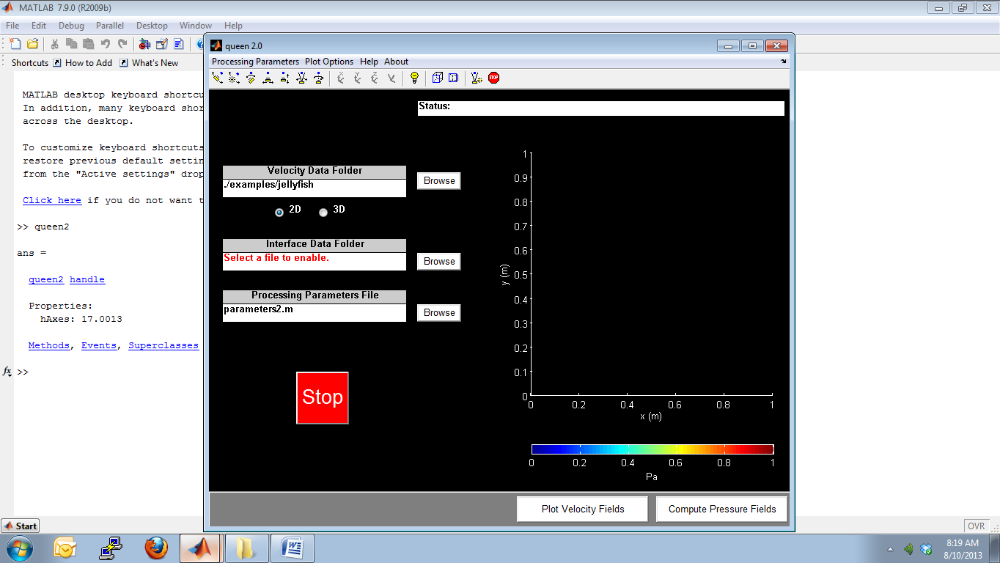 MATLAB 7.9.0 (R2009b)
File Edit Debug Parallel Desktop Window Help
Shortcuts How to Add What's New
MATLAB desktop keyboard shortcu
In addition, many keyboard shor
across the desktop.
To customize keyboard shortcuts
restore previous default settin
from the "Active settings" drop
Click here if you do not want t
>> queen2
ans =
queen2 handle
Properties:
hAxes: 17.0013
Methods, Events, Superclasses
fx >>
queen 2.0
Processing Parameters Plot Options Help About
STOP
Status:
Velocity Data Folder
./examples/jellyfish
Browse
2D 3D
Interface Data Folder
Select a file to enable.
Browse
Processing Parameters File
parameters2.m
Browse
Stop
1
0.9
0.8
0.7
0.6
0.5
0.4
0.3
0.2
0.1
0
y (m)
0 0.2 0.4 0.6 0.8 1
x (m)
0 0.2 0.4 0.6 0.8 1
Pa
Plot Velocity Fields Compute Pressure Fields
Start OVR
8:19 AM
8/10/2013